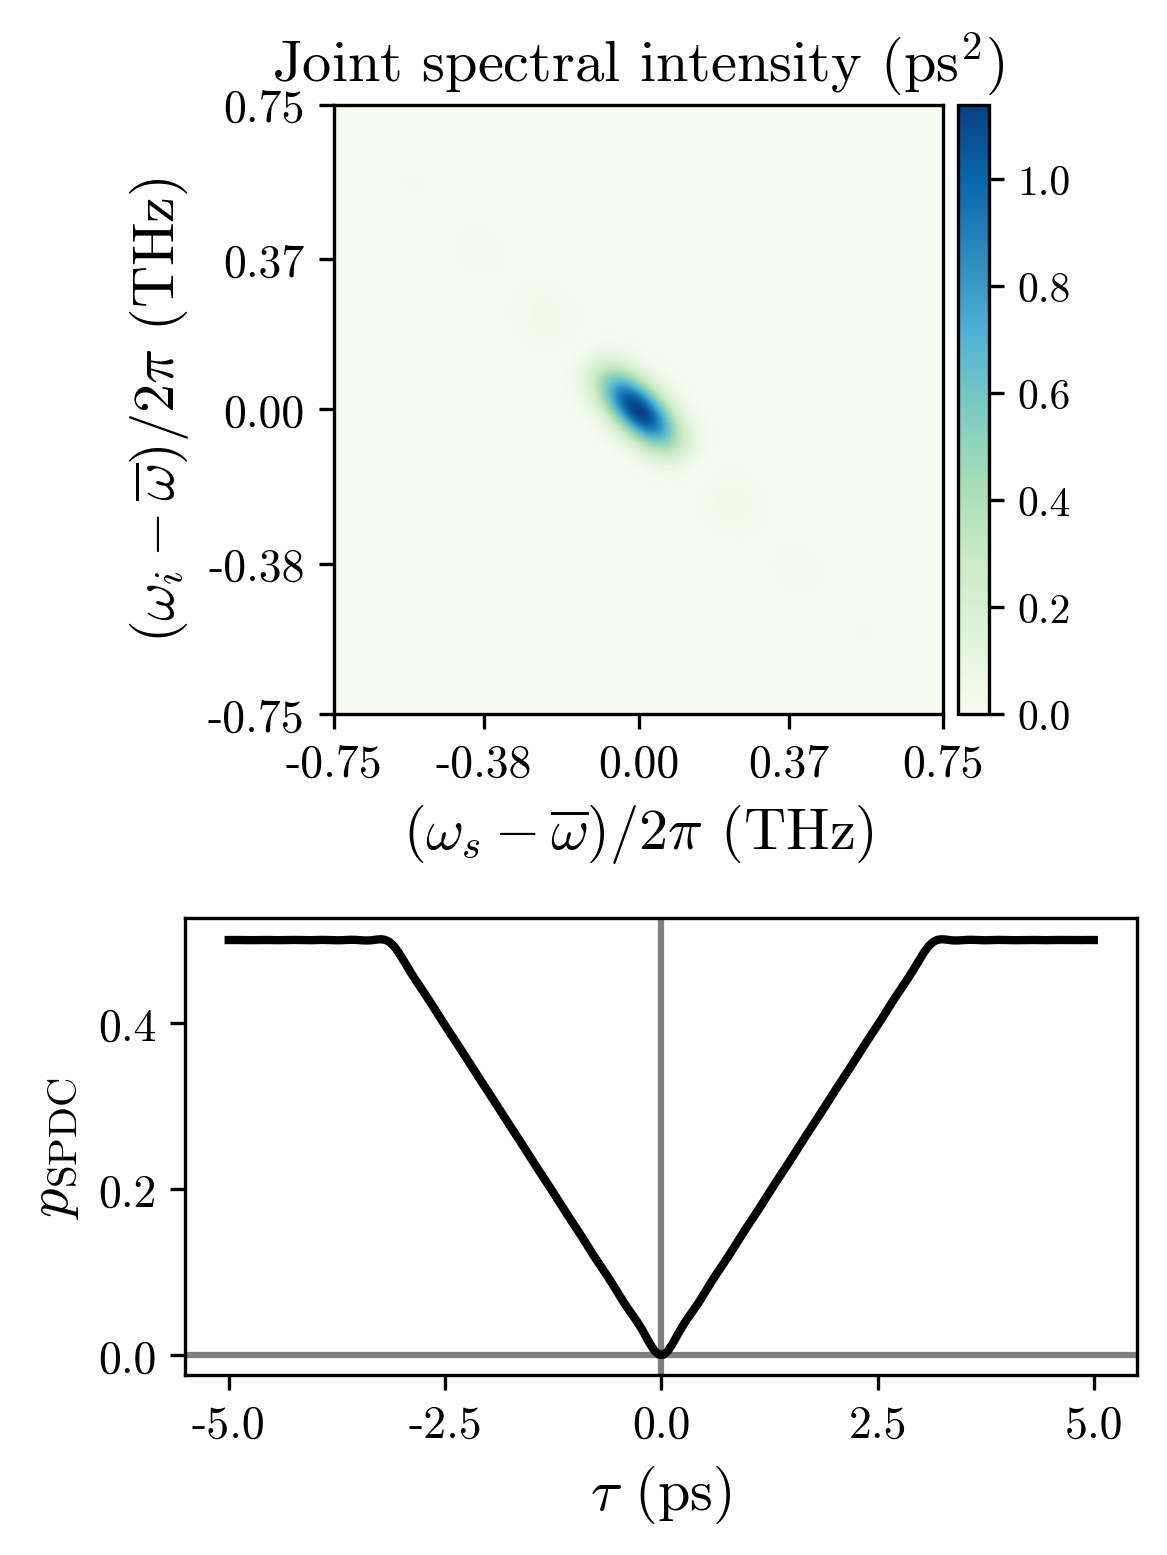 Joint spectral intensity (ps²)
0.75
0.37
0.00
-0.38
-0.75
(ω_i − ω̅)/2π (THz)
1.0
0.8
0.6
0.4
0.2
0.0
-0.75 -0.38 0.00 0.37 0.75
(ω_s − ω̅)/2π (THz)
0.4
0.2
0.0
p_SPDC
-5.0 -2.5 0.0 2.5 5.0
τ (ps)